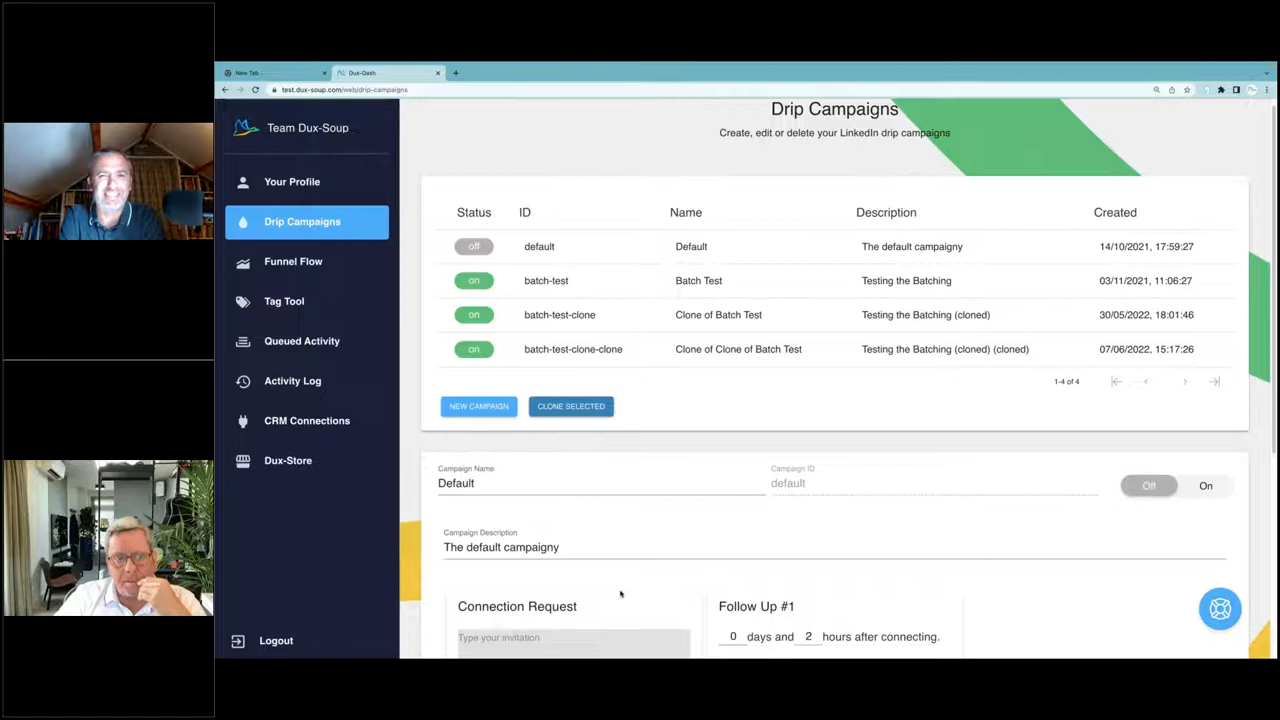 New Tab
Dux-Dash
test.dux-soup.com/web/drip-campaigns
Team Dux-Soup
Your Profile
Drip Campaigns
Funnel Flow
Tag Tool
Queued Activity
Activity Log
CRM Connections
Dux-Store
Logout
Drip Campaigns
Create, edit or delete your LinkedIn drip campaigns
Status ID Name Description Created
off default Default The default campaigny 14/10/2021, 17:59:27
on batch-test Batch Test Testing the Batching 03/11/2021, 11:06:27
on batch-test-clone Clone of Batch Test Testing the Batching (cloned) 30/05/2022, 18:01:46
on batch-test-clone-clone Clone of Clone of Batch Test Testing the Batching (cloned) (cloned) 07/06/2022, 15:17:26
1-4 of 4
NEW CAMPAIGN CLONE SELECTED
Campaign Name Campaign ID
Default default Off On
Campaign Description
The default campaigny
Connection Request Follow Up #1
Type your invitation 0 days and 2 hours after connecting.